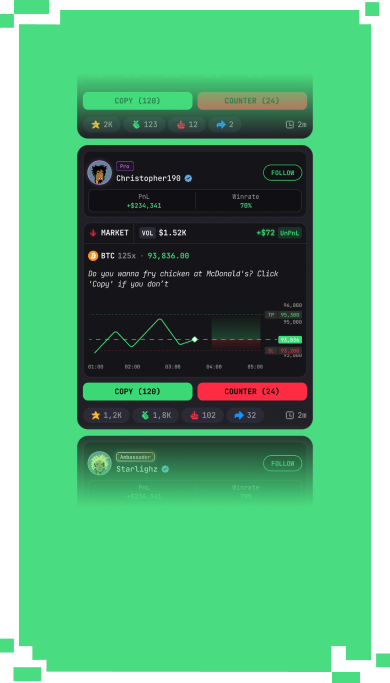 COPY (120) COUNTER (24)
2K 123 12 2 2m
Pro
Christopher190 FOLLOW
PnL Winrate
+$234,341 70%
MARKET VOL $1.52K +$72 UnPnL
BTC 125x · 93,836.00
Do you wanna fry chicken at McDonald's? Click
'Copy' if you don't
96,000
TP 95,300
95,000
93,836
SL 93,200
93,000
01:00 02:00 03:00 04:00 05:00
COPY (120) COUNTER (24)
1,2K 1,8K 102 32 2m
Ambassador
Starlighz FOLLOW
PnL Winrate
+$234,341 70%